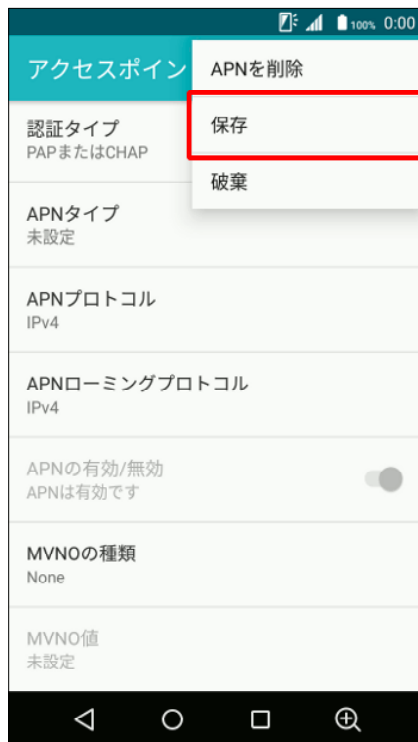 100% 0:00
アクセスポイン
APNを削除
保存
破棄
認証タイプ
PAPまたはCHAP
APNタイプ
未設定
APNプロトコル
IPv4
APNローミングプロトコル
IPv4
APNの有効/無効
APNは有効です
MVNOの種類
None
MVNO値
未設定